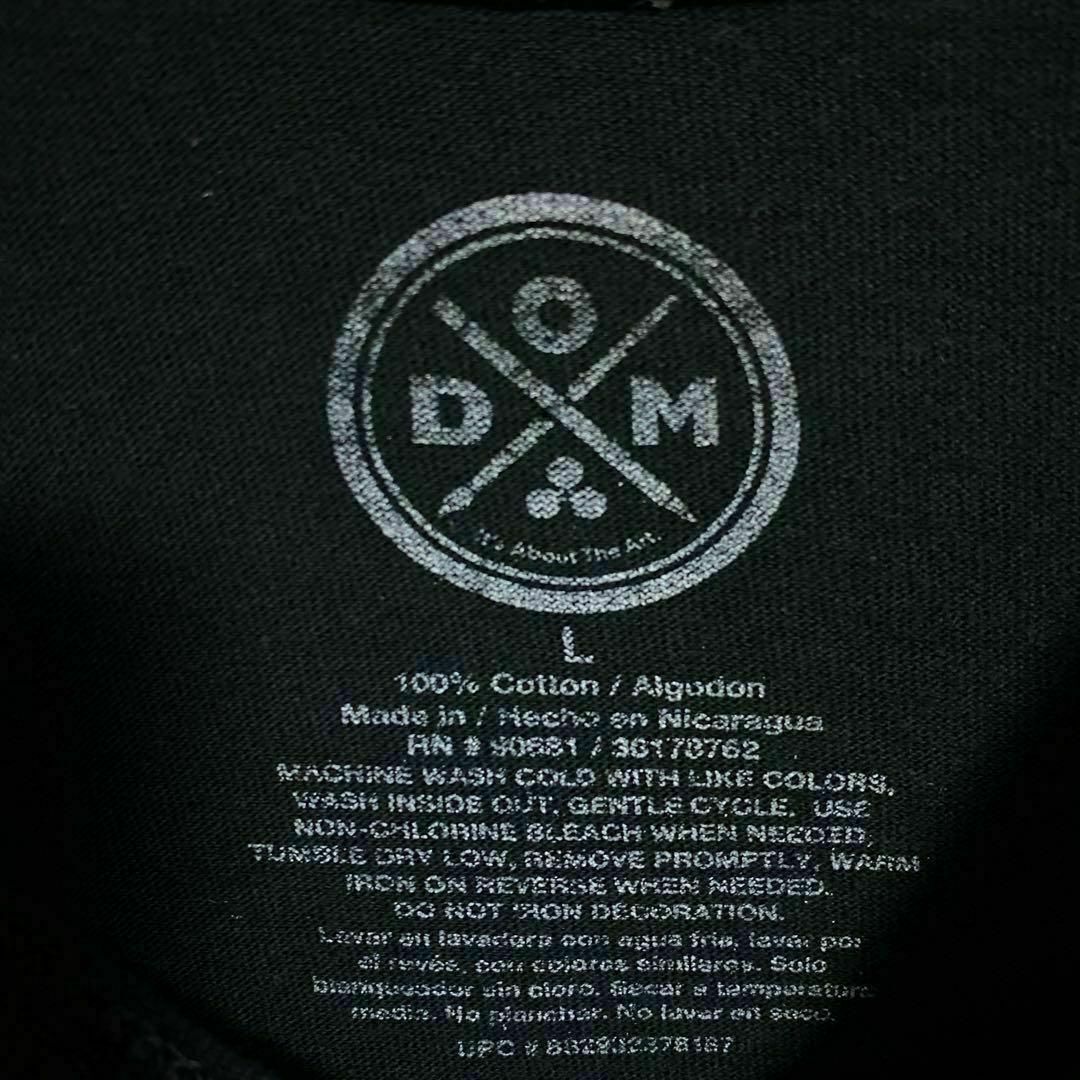 O
D M
It's About The Art.
L
100% Cotton / Algodon
Made in / Hecho en Nicaragua
RN # 90681 / 36170762
MACHINE WASH COLD WITH LIKE COLORS,
WASH INSIDE OUT, GENTLE CYCLE. USE
NON-CHLORINE BLEACH WHEN NEEDED,
TUMBLE DRY LOW, REMOVE PROMPTLY, WARM
IRON ON REVERSE WHEN NEEDED.
DO NOT IRON DECORATION.
Lavar en lavadora con agua fria, lavar por
el revés, con colores similares. Solo
blanqueador sin cloro. Secar a temperatura
media. No planchar. No lavar en seco.
UPC #